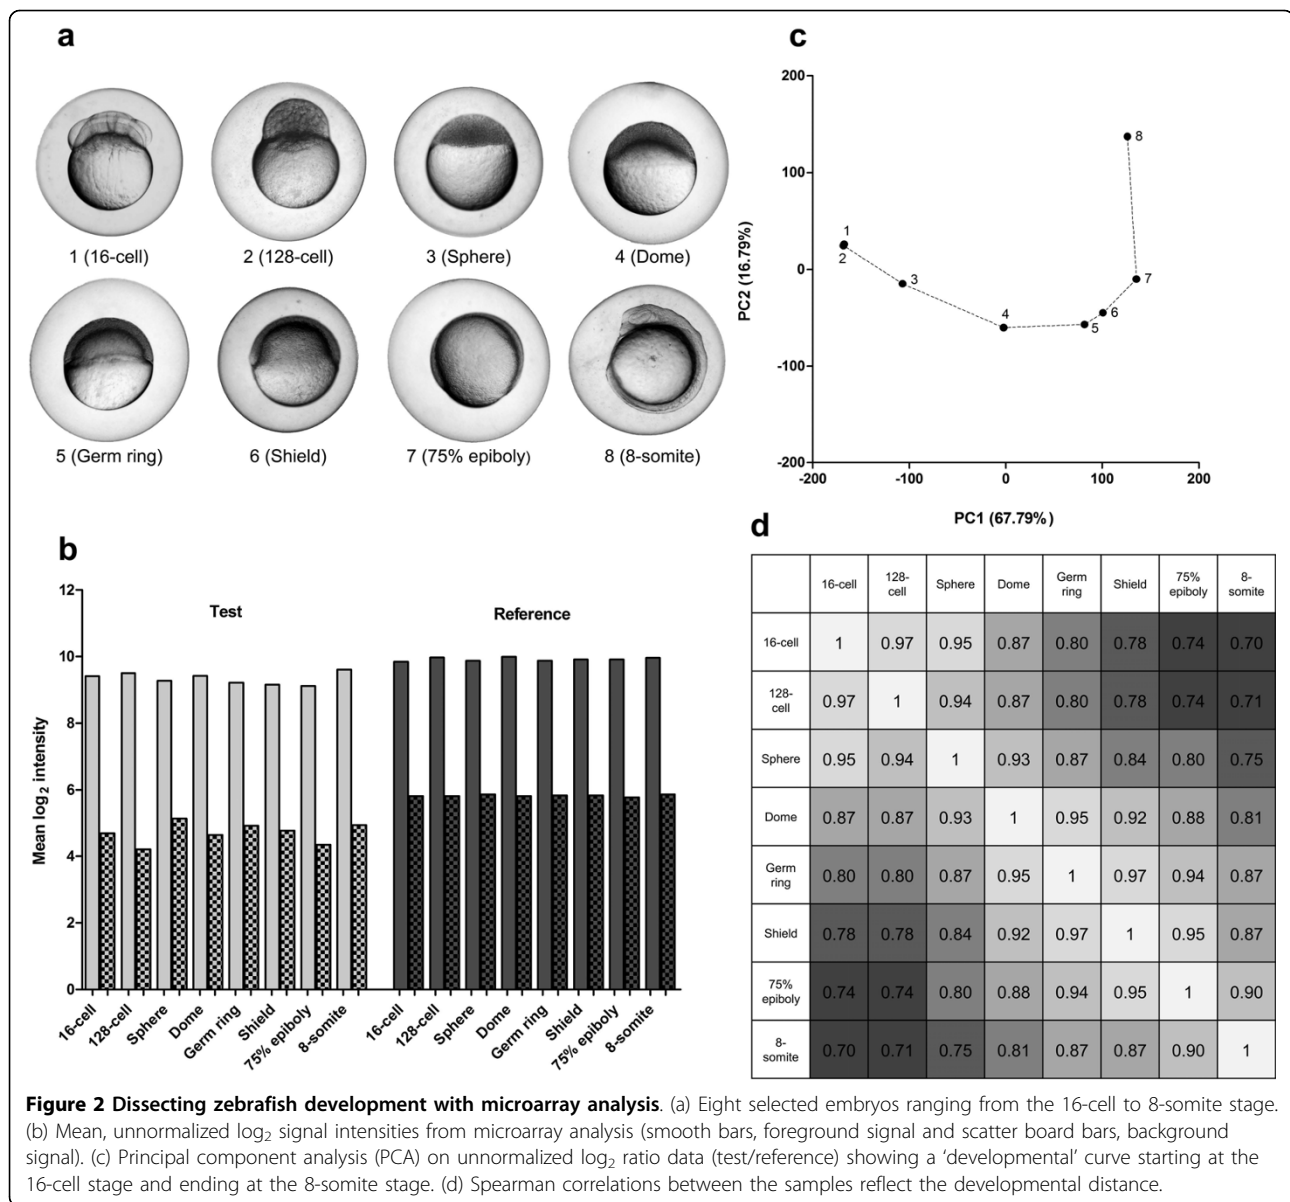 a
1 (16-cell)
2 (128-cell)
3 (Sphere)
4 (Dome)
5 (Germ ring)
6 (Shield)
7 (75% epiboly)
8 (8-somite)
b
12
10
8
6
4
2
0
Mean log2 intensity
Test
Reference
16-cell
128-cell
Sphere
Dome
Germ ring
Shield
75% epiboly
8-somite
16-cell
128-cell
Sphere
Dome
Germ ring
Shield
75% epiboly
8-somite
c
200
100
0
-100
-200
PC2 (16.79%)
1
2
3
4
5
6
7
8
-200 -100 0 100 200
PC1 (67.79%)
d
16-cell 128-cell Sphere Dome Germ ring Shield 75% epiboly 8-somite
16-cell 1 0.97 0.95 0.87 0.80 0.78 0.74 0.70
128-cell 0.97 1 0.94 0.87 0.80 0.78 0.74 0.71
Sphere 0.95 0.94 1 0.93 0.87 0.84 0.80 0.75
Dome 0.87 0.87 0.93 1 0.95 0.92 0.88 0.81
Germ ring 0.80 0.80 0.87 0.95 1 0.97 0.94 0.87
Shield 0.78 0.78 0.84 0.92 0.97 1 0.95 0.87
75% epiboly 0.74 0.74 0.80 0.88 0.94 0.95 1 0.90
8-somite 0.70 0.71 0.75 0.81 0.87 0.87 0.90 1
Figure 2 Dissecting zebrafish development with microarray analysis. (a) Eight selected embryos ranging from the 16-cell to 8-somite stage.
(b) Mean, unnormalized log2 signal intensities from microarray analysis (smooth bars, foreground signal and scatter board bars, background
signal). (c) Principal component analysis (PCA) on unnormalized log2 ratio data (test/reference) showing a ‘developmental’ curve starting at the
16-cell stage and ending at the 8-somite stage. (d) Spearman correlations between the samples reflect the developmental distance.